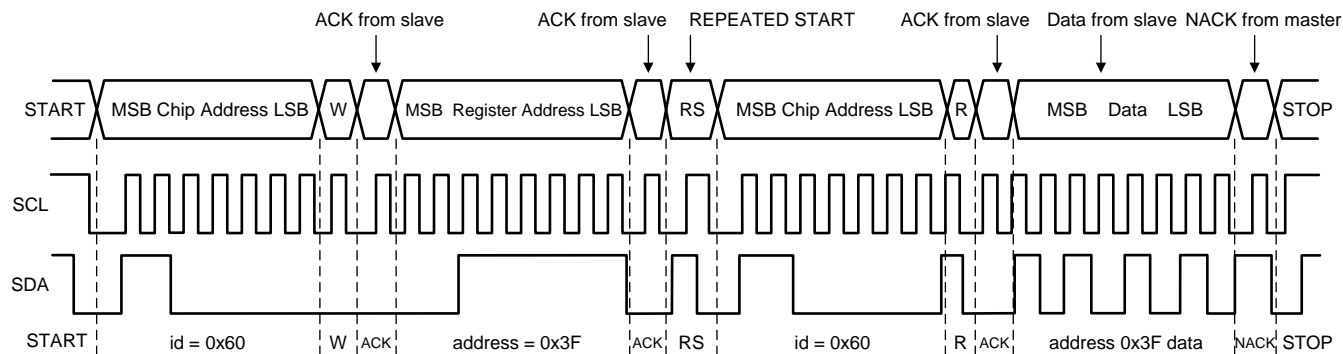 ACK from slave ACK from slave REPEATED START ACK from slave Data from slave NACK from master
START MSB Chip Address LSB W MSB Register Address LSB RS MSB Chip Address LSB R MSB Data LSB STOP
SCL
SDA
START id = 0x60 W ACK address = 0x3F ACK RS id = 0x60 R ACK address 0x3F data NACK STOP